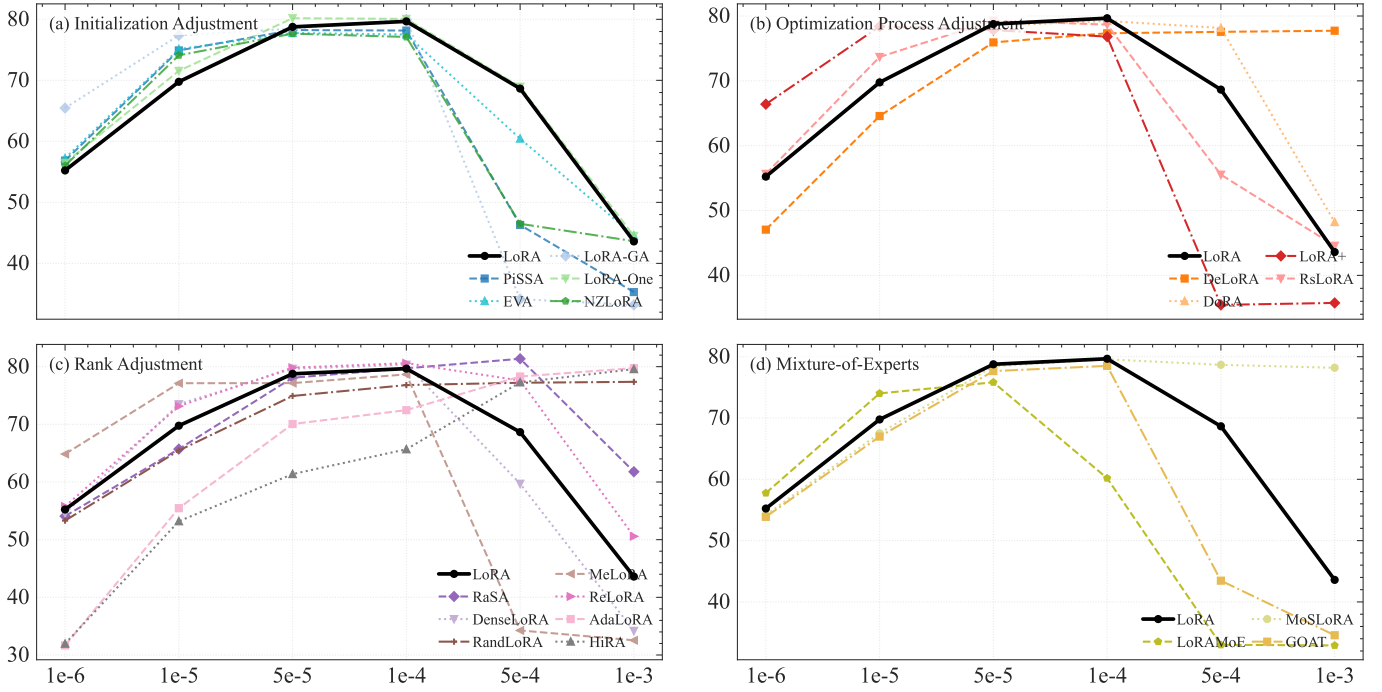 (a) Initialization Adjustment
80
70
60
50
40
LoRA
LoRA-GA
PiSSA
LoRA-One
EVA
NZLoRA
(b) Optimization Process Adjustment
80
70
60
50
40
LoRA
LoRA+
DeLoRA
RsLoRA
DoRA
(c) Rank Adjustment
80
70
60
50
40
30
LoRA
MeLoRA
RaSA
ReLoRA
DenseLoRA
AdaLoRA
RandLoRA
HiRA
1e-6
1e-5
5e-5
1e-4
5e-4
1e-3
(d) Mixture-of-Experts
80
70
60
50
40
LoRA
MoSLoRA
LoRAMoE
GOAT
1e-6
1e-5
5e-5
1e-4
5e-4
1e-3